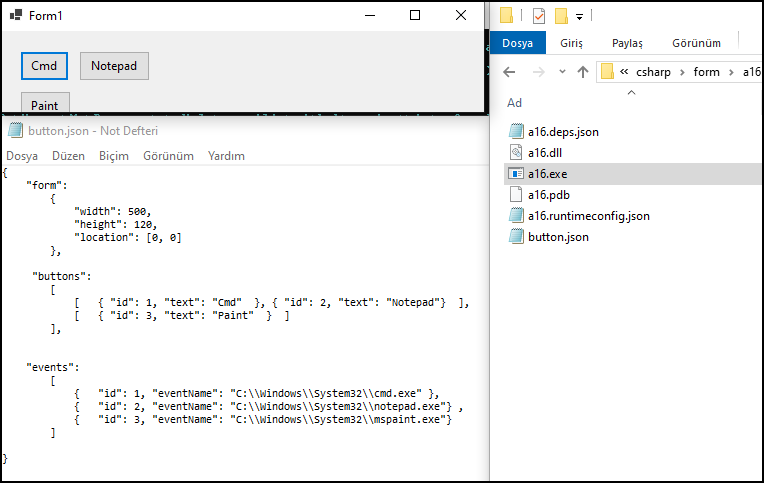 Form1
Cmd Notepad
Paint
button.json - Not Defteri
Dosya Düzen Biçim Görünüm Yardım
{
"form":
{
"width": 500,
"height": 120,
"location": [0, 0]
},
"buttons":
[
[ { "id": 1, "text": "Cmd" }, { "id": 2, "text": "Notepad"} ],
[ { "id": 3, "text": "Paint" } ]
],
"events":
[
{ "id": 1, "eventName": "C:\\Windows\\System32\\cmd.exe" },
{ "id": 2, "eventName": "C:\\Windows\\System32\\notepad.exe"} ,
{ "id": 3, "eventName": "C:\\Windows\\System32\\mspaint.exe"}
]
}
Dosya Giriş Paylaş Görünüm
« csharp › form › a16
Ad
a16.deps.json
a16.dll
a16.exe
a16.pdb
a16.runtimeconfig.json
button.json